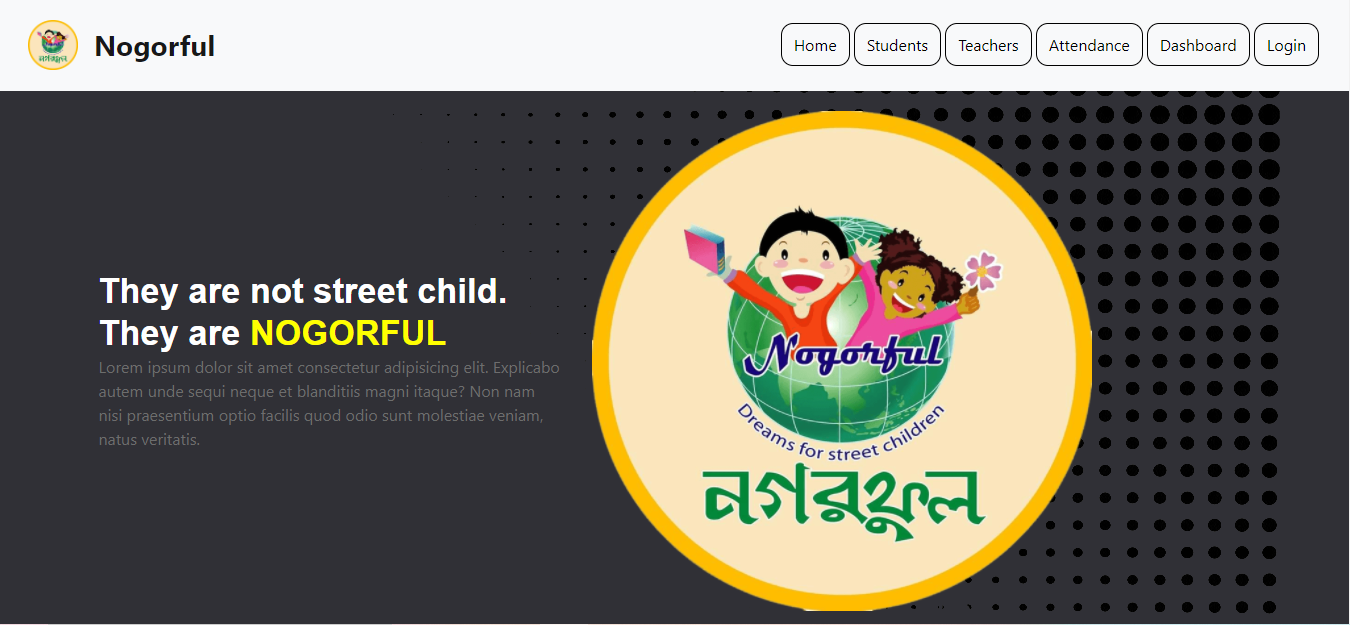 Nogorful
Home
Students
Teachers
Attendance
Dashboard
Login
They are not street child.
They are NOGORFUL
Lorem ipsum dolor sit amet consectetur adipisicing elit. Explicabo
autem unde sequi neque et blanditiis magni itaque? Non nam
nisi praesentium optio facilis quod odio sunt molestiae veniam,
natus veritatis.
Nogorful
Dreams for street children
নগরফুল